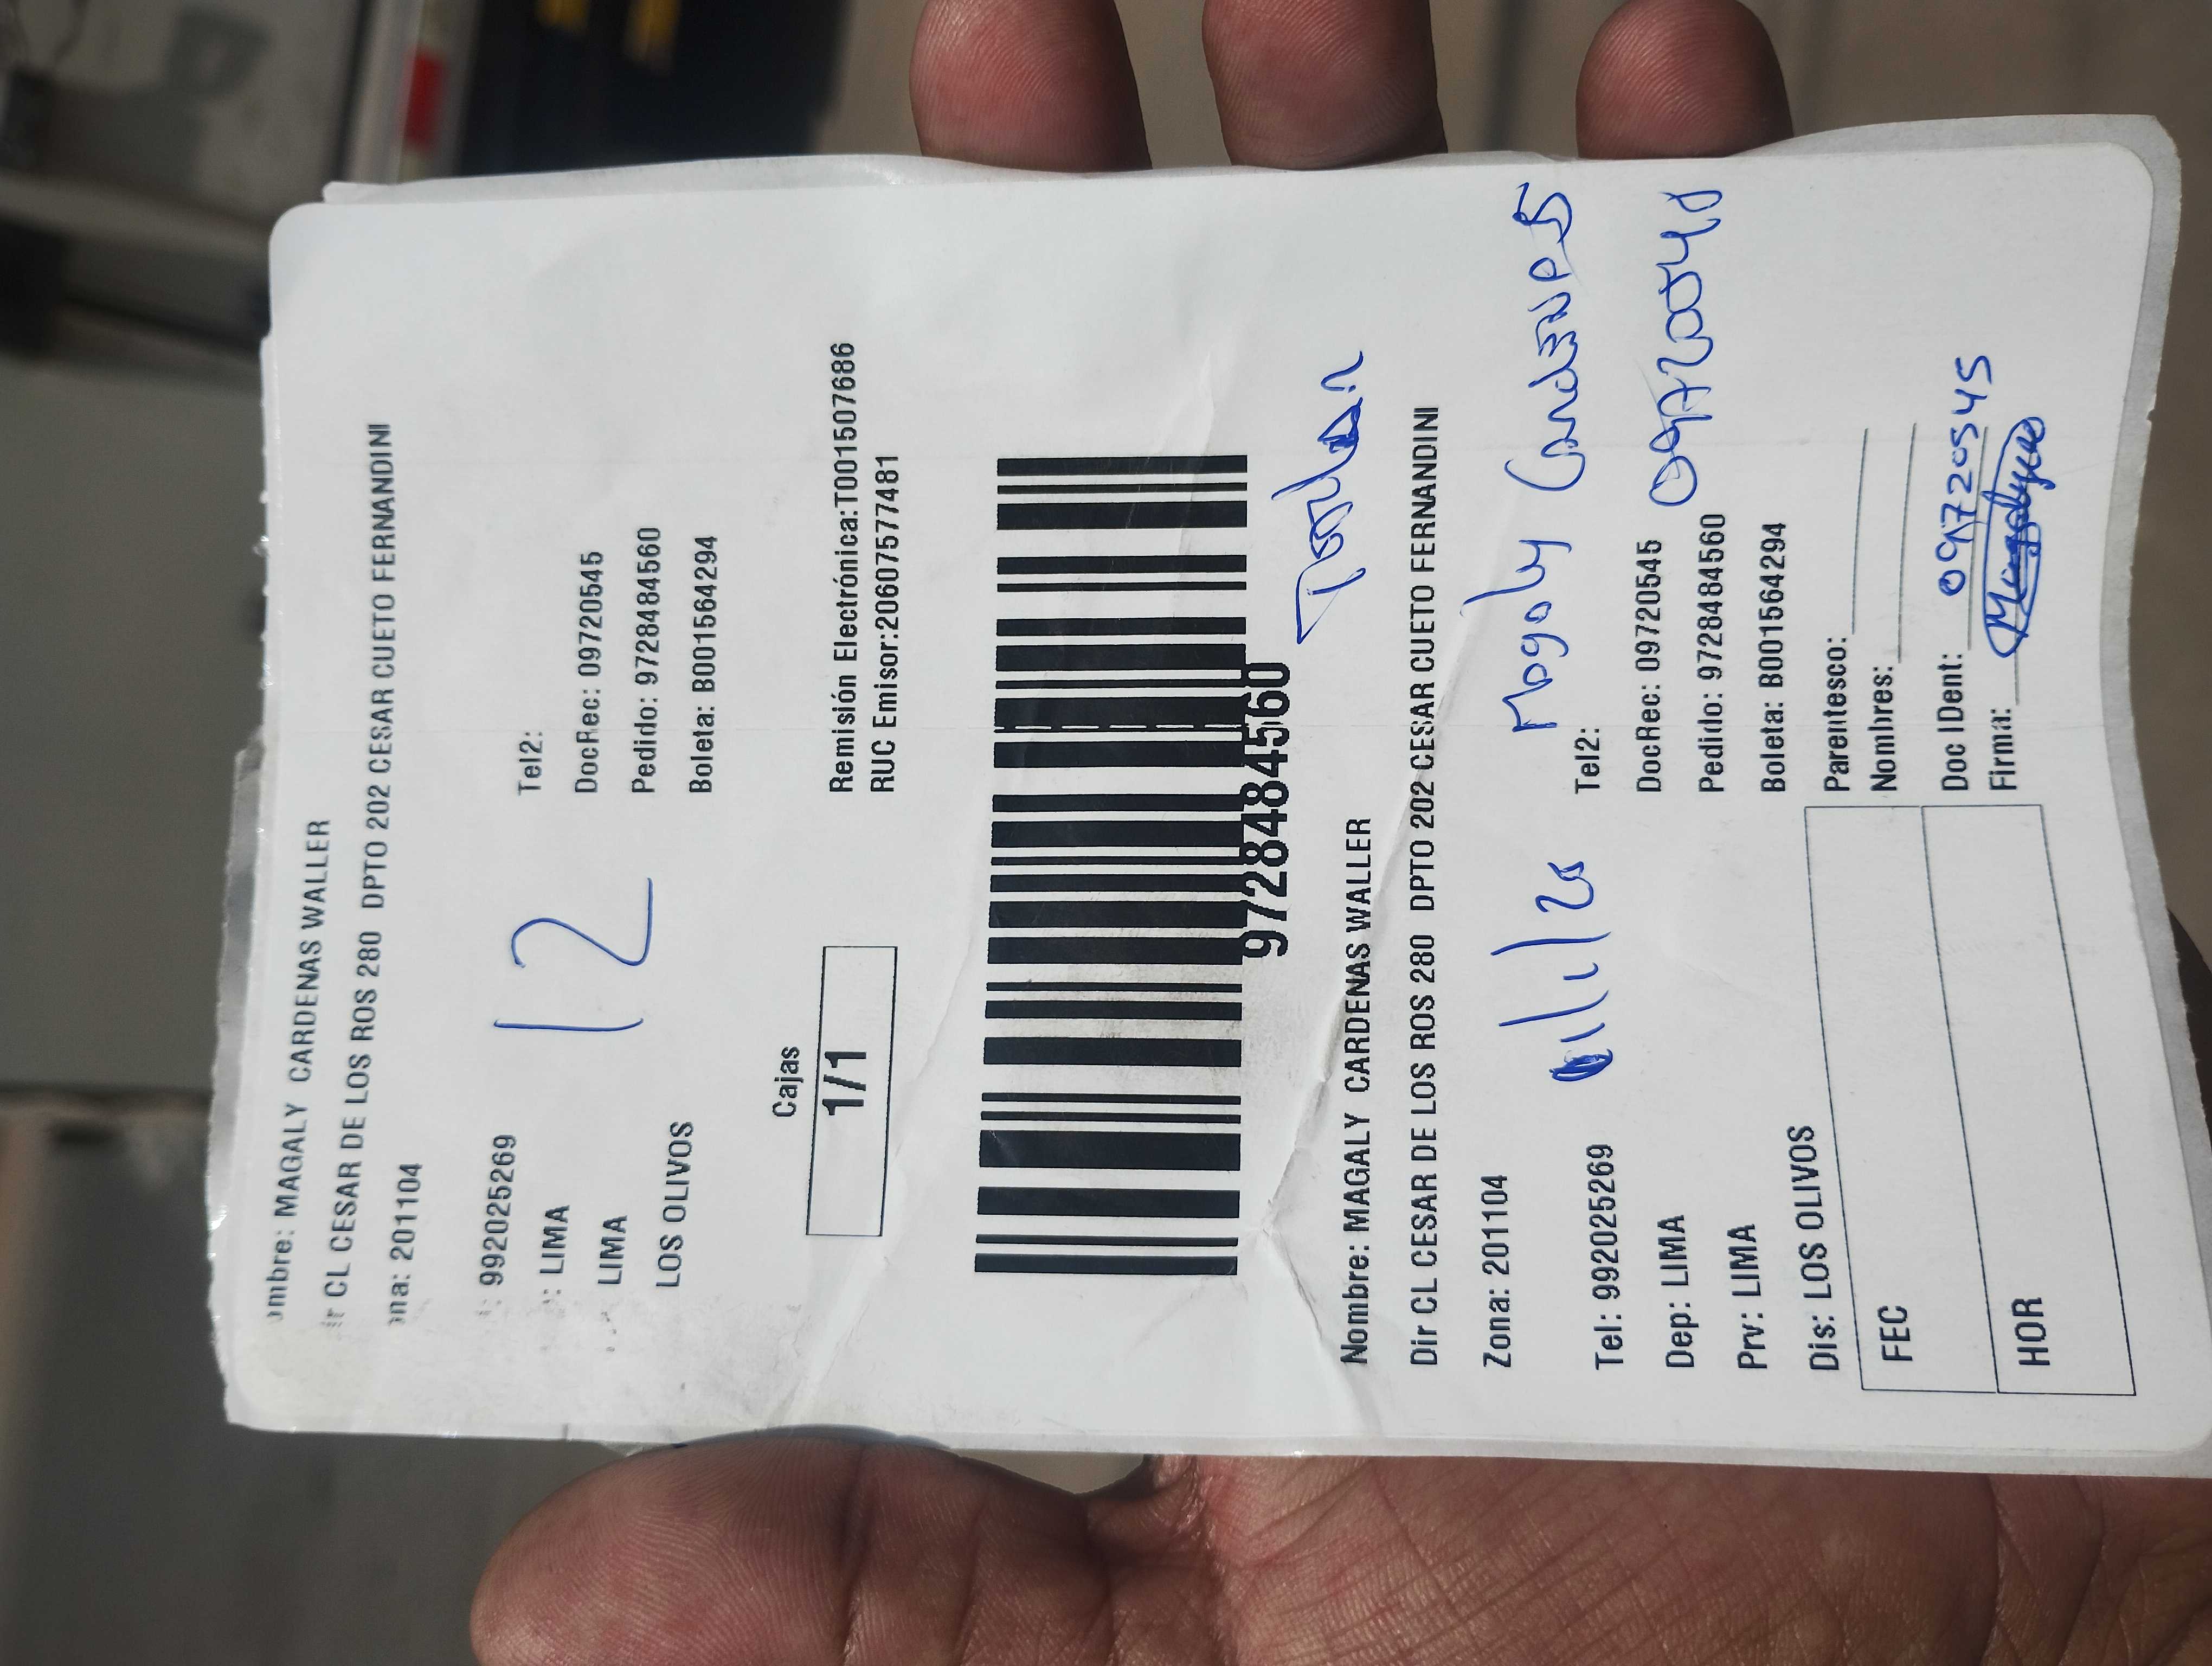 ombre: MAGALY CARDENAS WALLER
ir CL CESAR DE LOS ROS 280 DPTO 202 CESAR CUETO FERNANDINI
ona: 201104
: 992025269 Tel2:
: LIMA DocRec: 09720545
LIMA Pedido: 9728484560
LOS OLIVOS Boleta: B001564294
12
Cajas
1/1
Remisión Electrónica:T001507686
RUC Emisor:20607577481
9728484560
Nombre: MAGALY CARDENAS WALLER
Dir CL CESAR DE LOS ROS 280 DPTO 202 CESAR CUETO FERNANDINI
Zona: 201104
Magaly Cardenas
Tel: 992025269 Tel2:
Dep: LIMA DocRec: 09720545
Prv: LIMA Pedido: 9728484560
Dis: LOS OLIVOS Boleta: B001564294
FEC
HOR
Parentesco:
Nombres:
Doc IDent: 09720545
Firma: